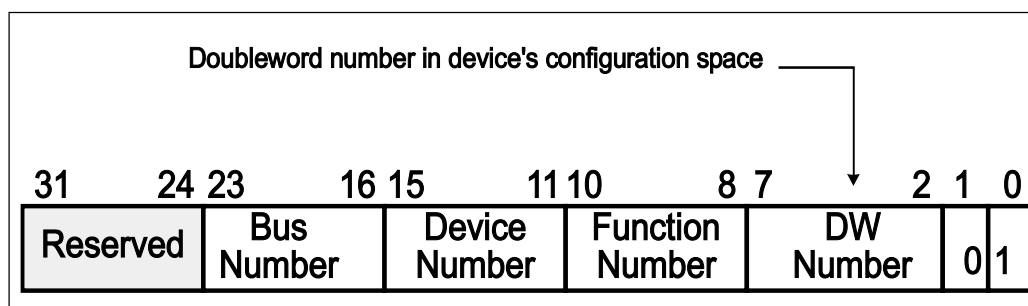 Doubleword number in device's configuration space
31 24 23 16 15 11 10 8 7 2 1 0
Reserved
Bus
Number
Device
Number
Function
Number
DW
Number
0 1